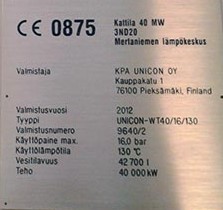 CE 0875 Kattila 40 MW
3ND20
Mertaniemen lämpökeskus
Valmistaja KPA UNICON OY
Kauppakatu 1
76100 Pieksämäki, Finland
Valmistusvuosi 2012
Tyyppi UNICON-WT40/16/130
Valmistusnumero 9640/2
Käyttöpaine max. 16,0 bar
Käyttölämpötila 130 °C
Vesitilavuus 42 700 l
Teho 40 000 kW